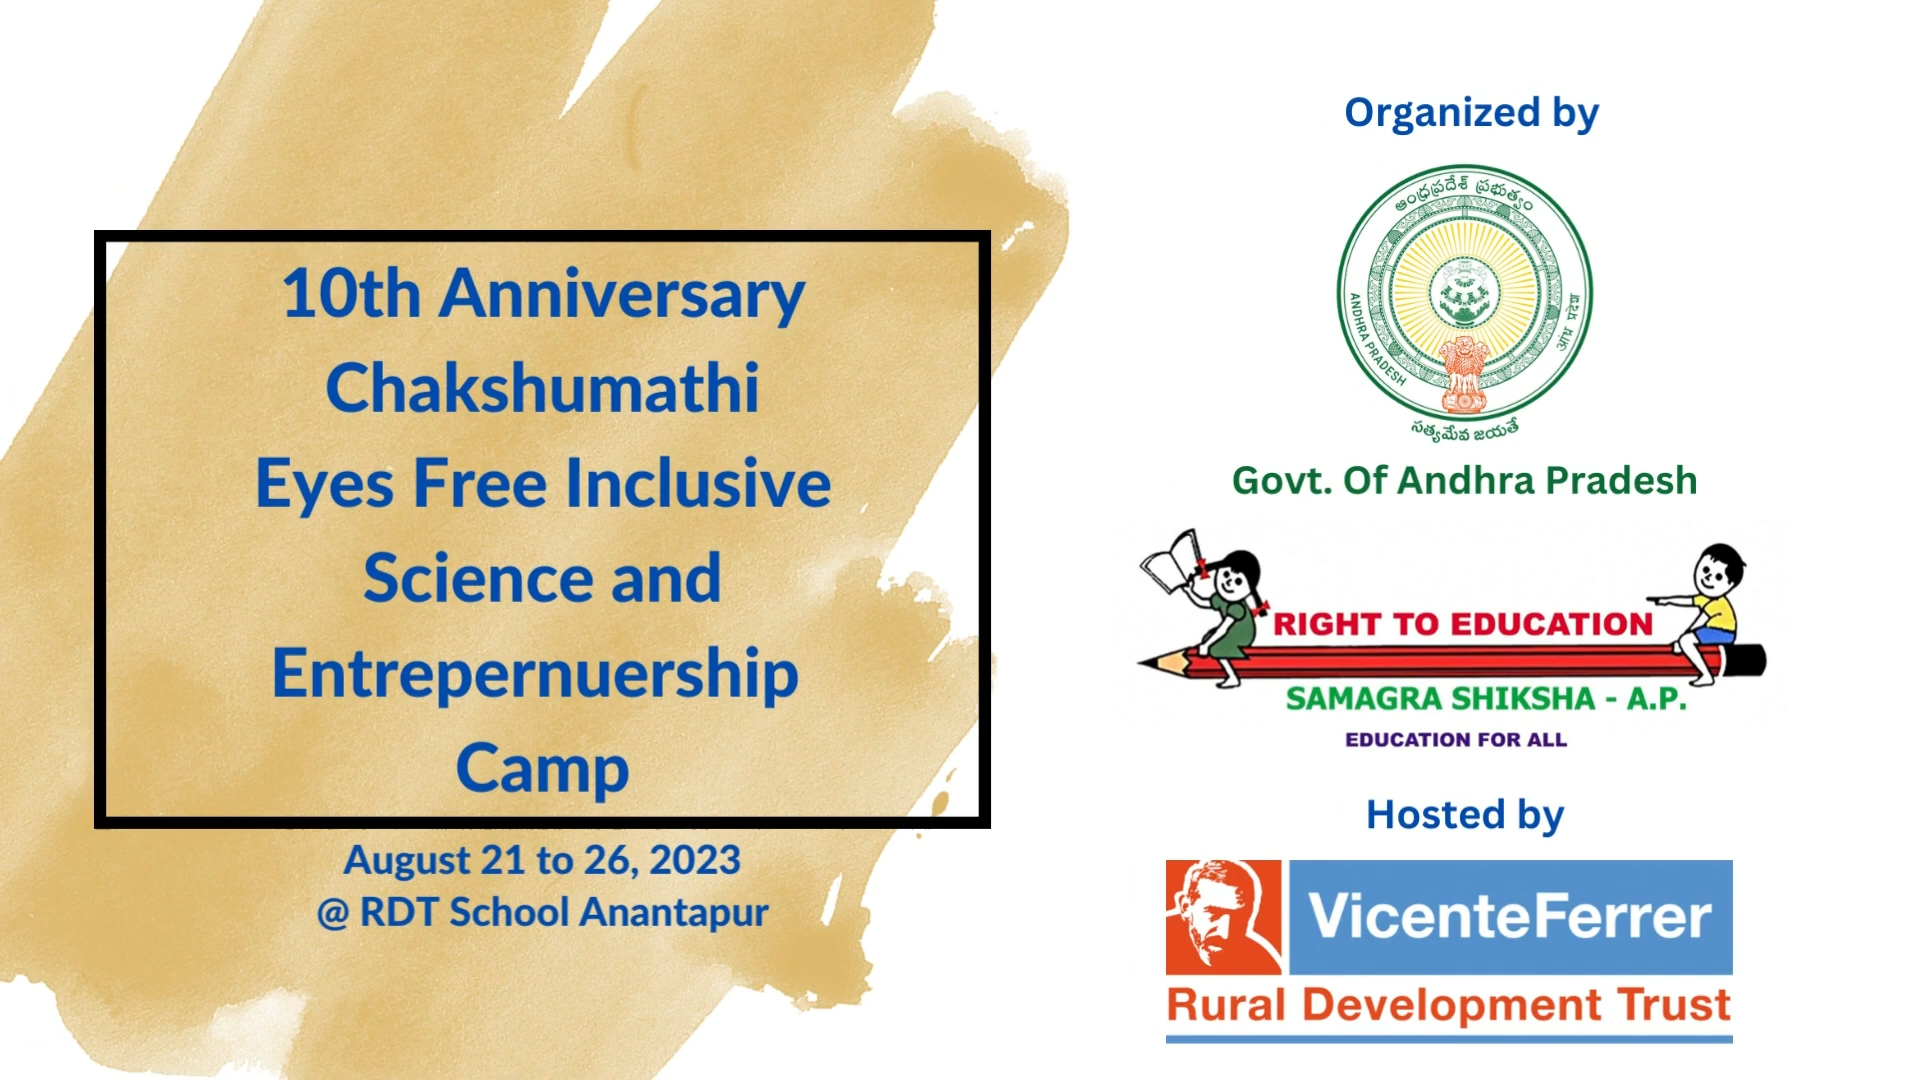 10th Anniversary
Chakshumathi
Eyes Free Inclusive
Science and
Entrepernuership
Camp
August 21 to 26, 2023
@ RDT School Anantapur
Organized by
ఆంధ్రప్రదేశ్ ప్రభుత్వం
ANDHRA PRADESH
आंध्र प्रदेश
సత్యమేవ జయతే
Govt. Of Andhra Pradesh
RIGHT TO EDUCATION
SAMAGRA SHIKSHA - A.P.
EDUCATION FOR ALL
Hosted by
VicenteFerrer
Rural Development Trust